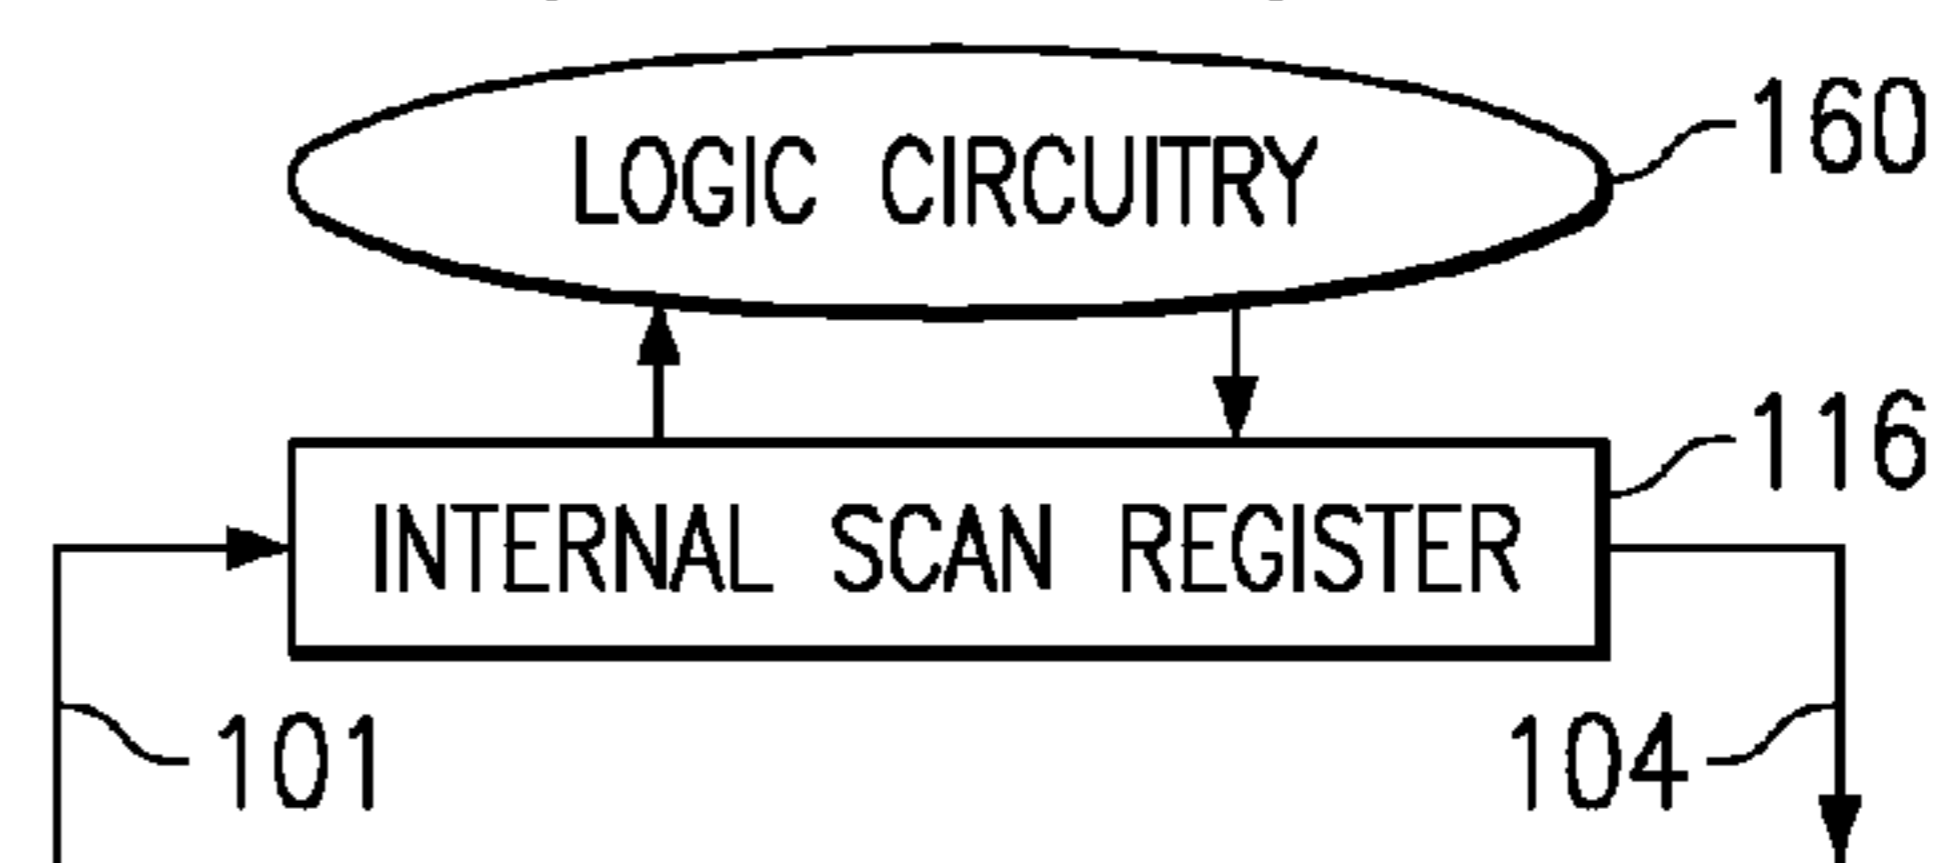 160
LOGIC CIRCUITRY
116
INTERNAL SCAN REGISTER
101
104